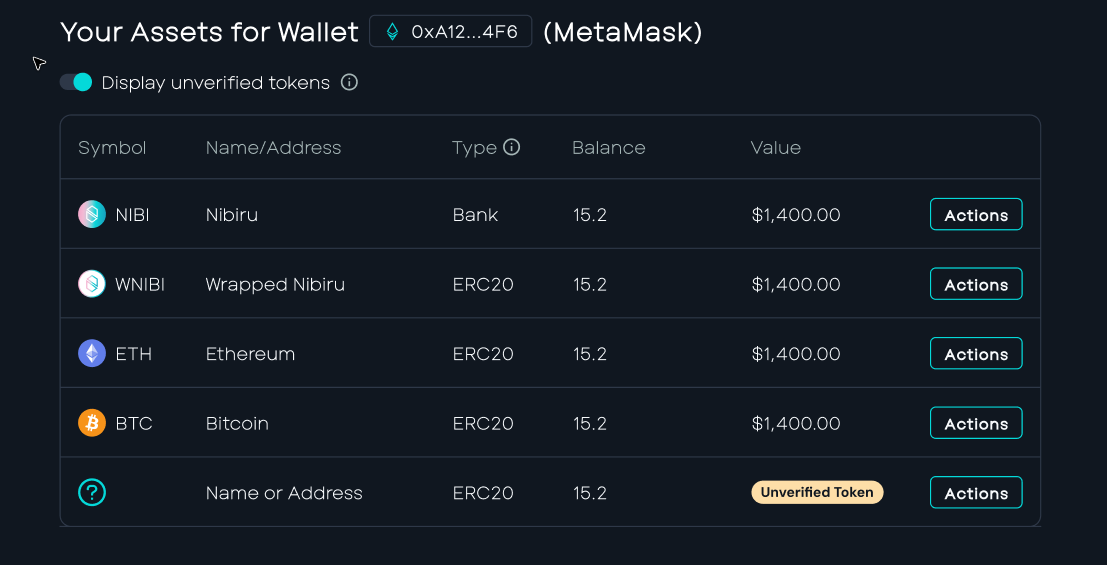 Your Assets for Wallet 0xA12...4F6 (MetaMask)
Display unverified tokens
Symbol Name/Address Type Balance Value
NIBI Nibiru Bank 15.2 $1,400.00 Actions
WNIBI Wrapped Nibiru ERC20 15.2 $1,400.00 Actions
ETH Ethereum ERC20 15.2 $1,400.00 Actions
BTC Bitcoin ERC20 15.2 $1,400.00 Actions
? Name or Address ERC20 15.2 Unverified Token Actions